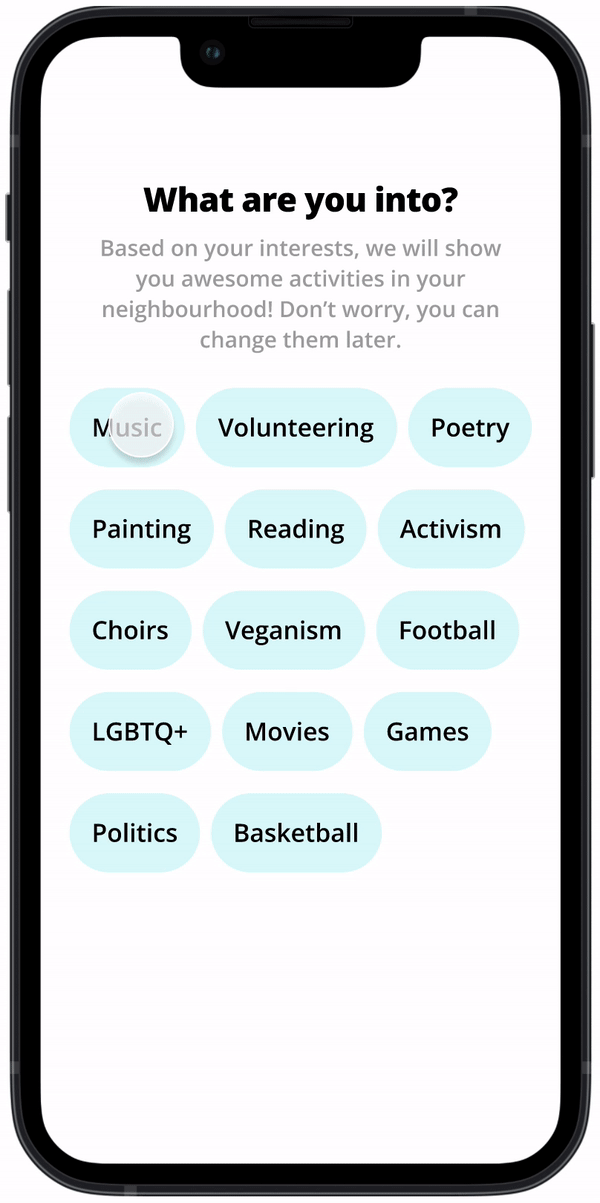 What are you into?
Based on your interests, we will show
you awesome activities in your
neighbourhood! Don’t worry, you can
change them later.
Music Volunteering Poetry
Painting Reading Activism
Choirs Veganism Football
LGBTQ+ Movies Games
Politics Basketball